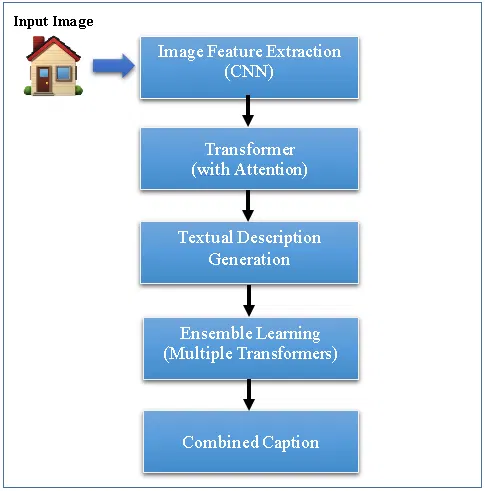 Input Image
Image Feature Extraction
(CNN)
Transformer
(with Attention)
Textual Description
Generation
Ensemble Learning
(Multiple Transformers)
Combined Caption